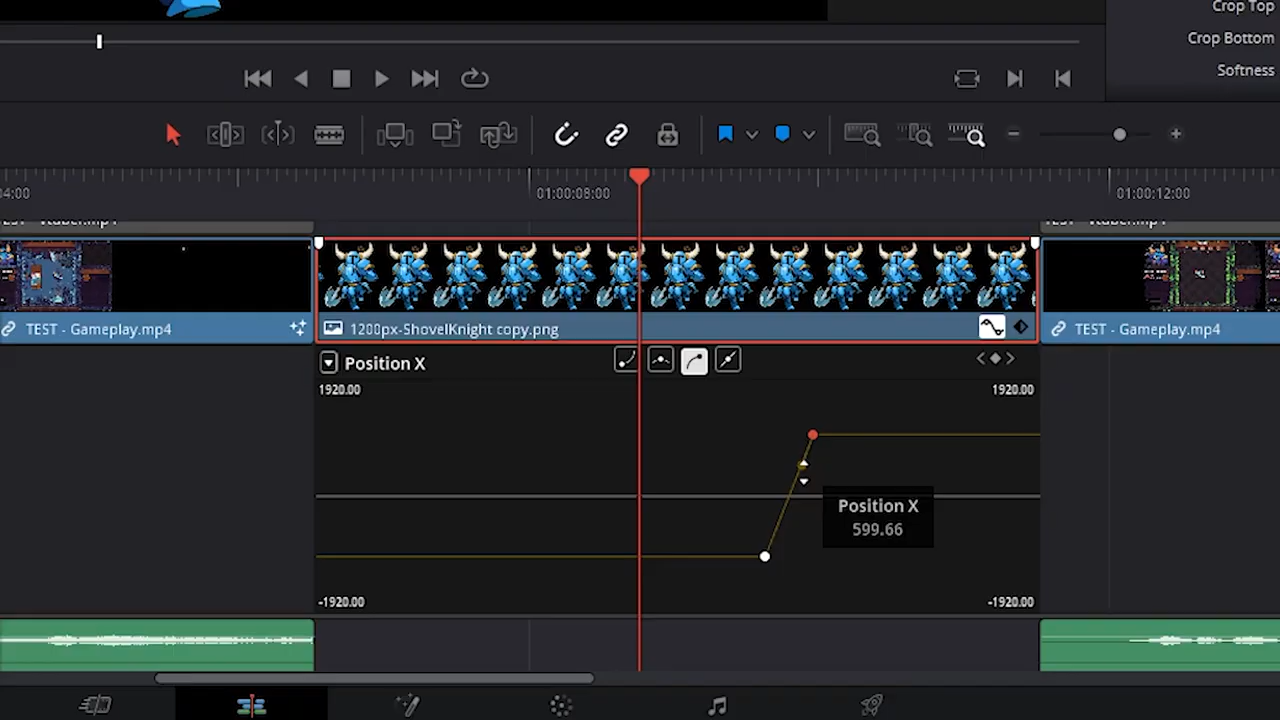 Crop Top
Crop Bottom
Softness
4:00
01:00:08:00
01:00:12:00
TEST - Gameplay.mp4
1200px-ShovelKnight copy.png
TEST - Gameplay.mp4
Position X
1920.00
1920.00
Position X
599.66
-1920.00
-1920.00